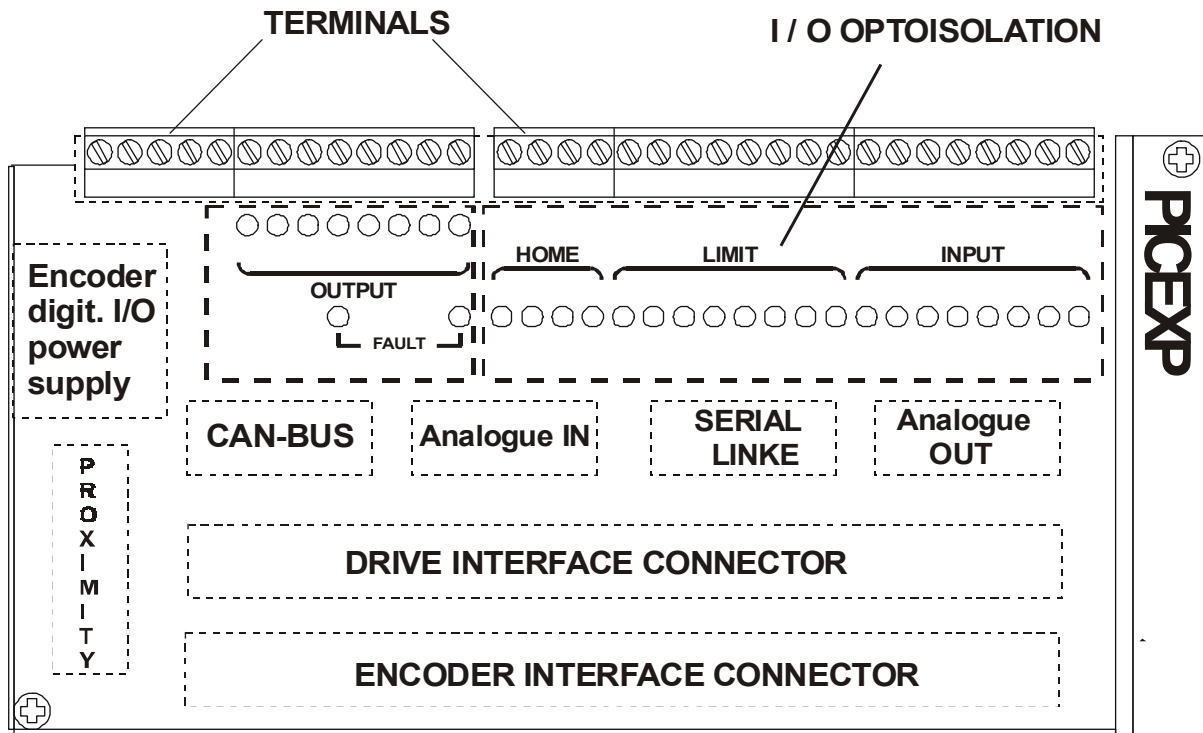 TERMINALS
I / O OPTOISOLATION
PICEXP
HOME
LIMIT
INPUT
OUTPUT
FAULT
Encoder
digit. I/O
power
supply
CAN-BUS
Analogue IN
SERIAL
LINKE
Analogue
OUT
PROXIMITY
DRIVE INTERFACE CONNECTOR
ENCODER INTERFACE CONNECTOR